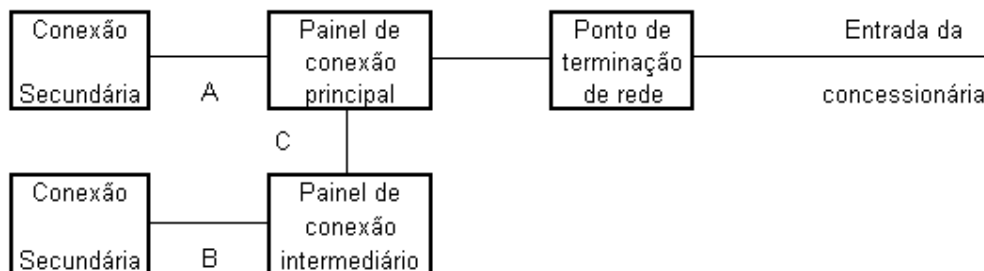 Conexão
Secundária
A
Painel de
conexão
principal
Ponto de
terminação
de rede
Entrada da
concessionária
C
Conexão
Secundária
B
Painel de
conexão
intermediário